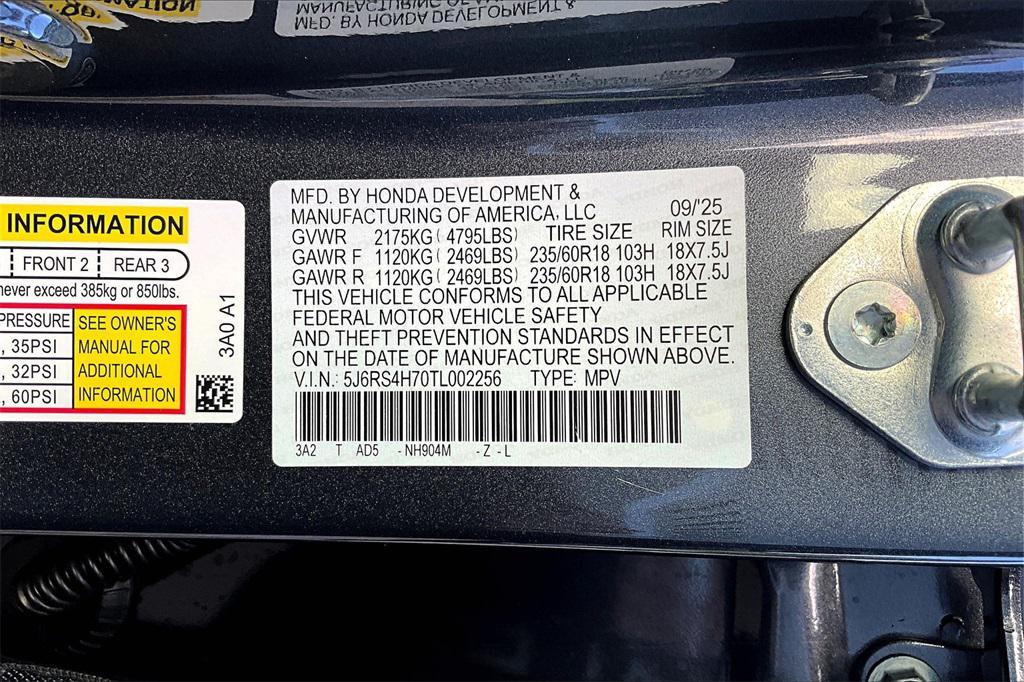 MANUFACTURING OF AM
MFD. BY HONDA DEVELOPMENT &
INFORMATION
FRONT 2 REAR 3
never exceed 385kg or 850lbs.
PRESSURE SEE OWNER'S
, 35PSI MANUAL FOR
, 32PSI ADDITIONAL
, 60PSI INFORMATION
3A0 A1
MFD. BY HONDA DEVELOPMENT &
MANUFACTURING OF AMERICA, LLC 09/'25
GVWR 2175KG ( 4795LBS) TIRE SIZE RIM SIZE
GAWR F 1120KG ( 2469LBS) 235/60R18 103H 18X7.5J
GAWR R 1120KG ( 2469LBS) 235/60R18 103H 18X7.5J
THIS VEHICLE CONFORMS TO ALL APPLICABLE
FEDERAL MOTOR VEHICLE SAFETY
AND THEFT PREVENTION STANDARDS IN EFFECT
ON THE DATE OF MANUFACTURE SHOWN ABOVE.
V.I.N.: 5J6RS4H70TL002256 TYPE: MPV
3A2 T AD5 -NH904M -Z -L